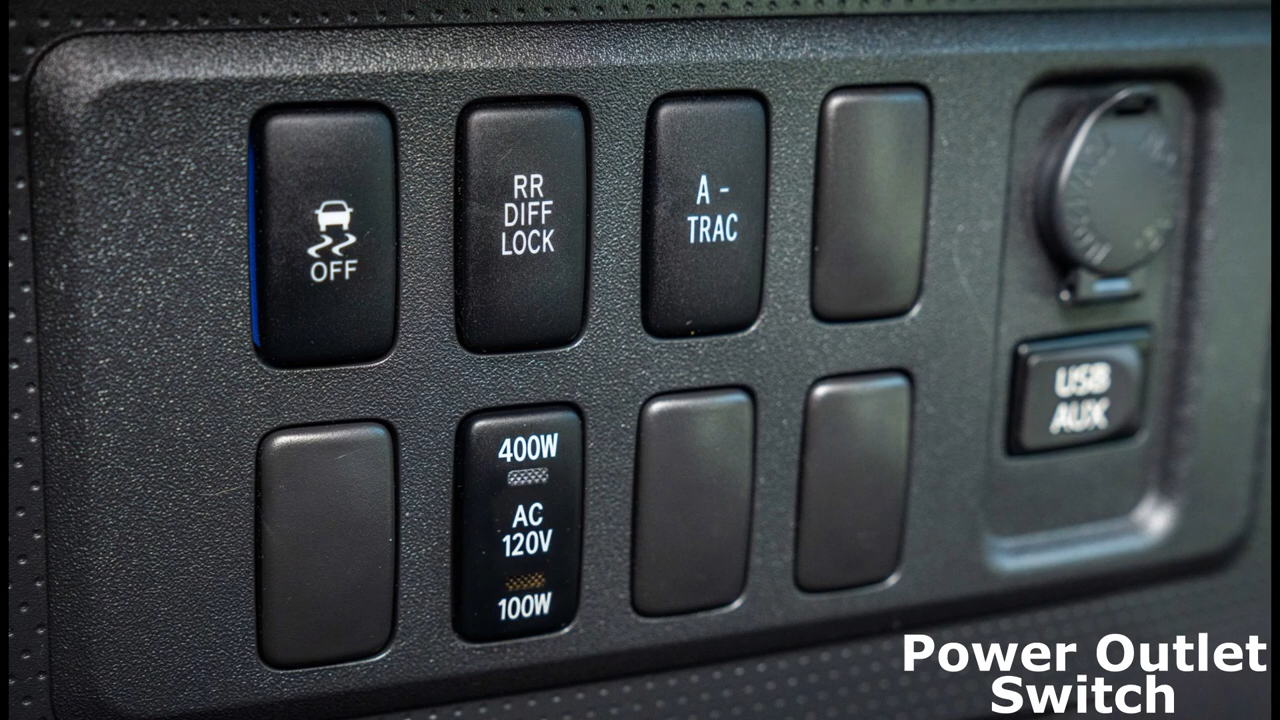 OFF
RR
DIFF
LOCK
A -
TRAC
400W
AC
120V
100W
USB
AUX
Power Outlet
Switch